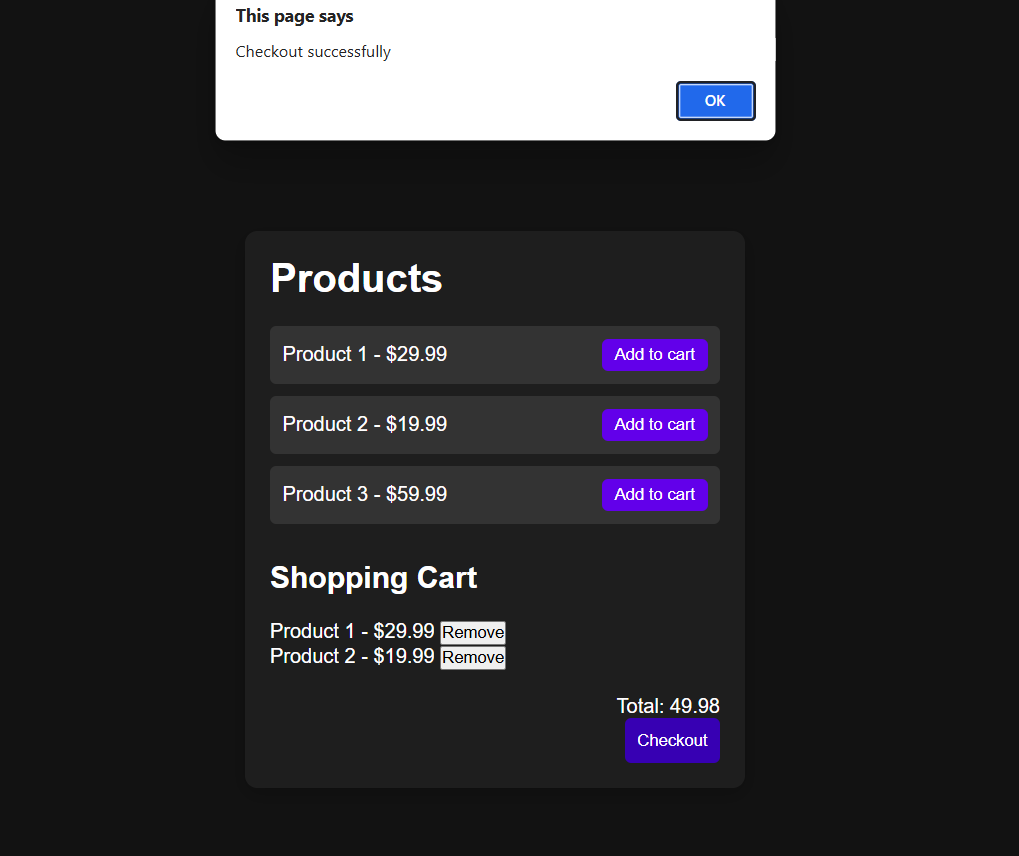 This page says
Checkout successfully
OK
Products
Product 1 - $29.99 Add to cart
Product 2 - $19.99 Add to cart
Product 3 - $59.99 Add to cart
Shopping Cart
Product 1 - $29.99 Remove
Product 2 - $19.99 Remove
Total: 49.98
Checkout